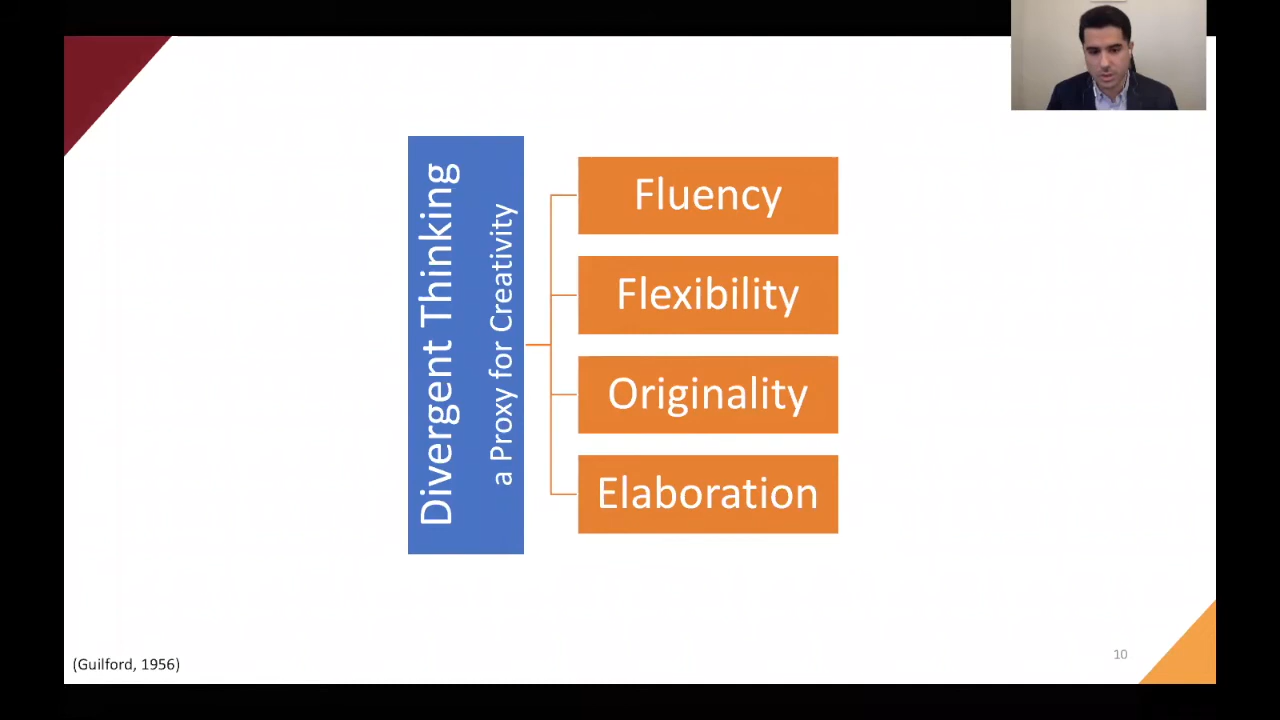 Divergent Thinking
a Proxy for Creativity
Fluency
Flexibility
Originality
Elaboration
(Guilford, 1956)
10